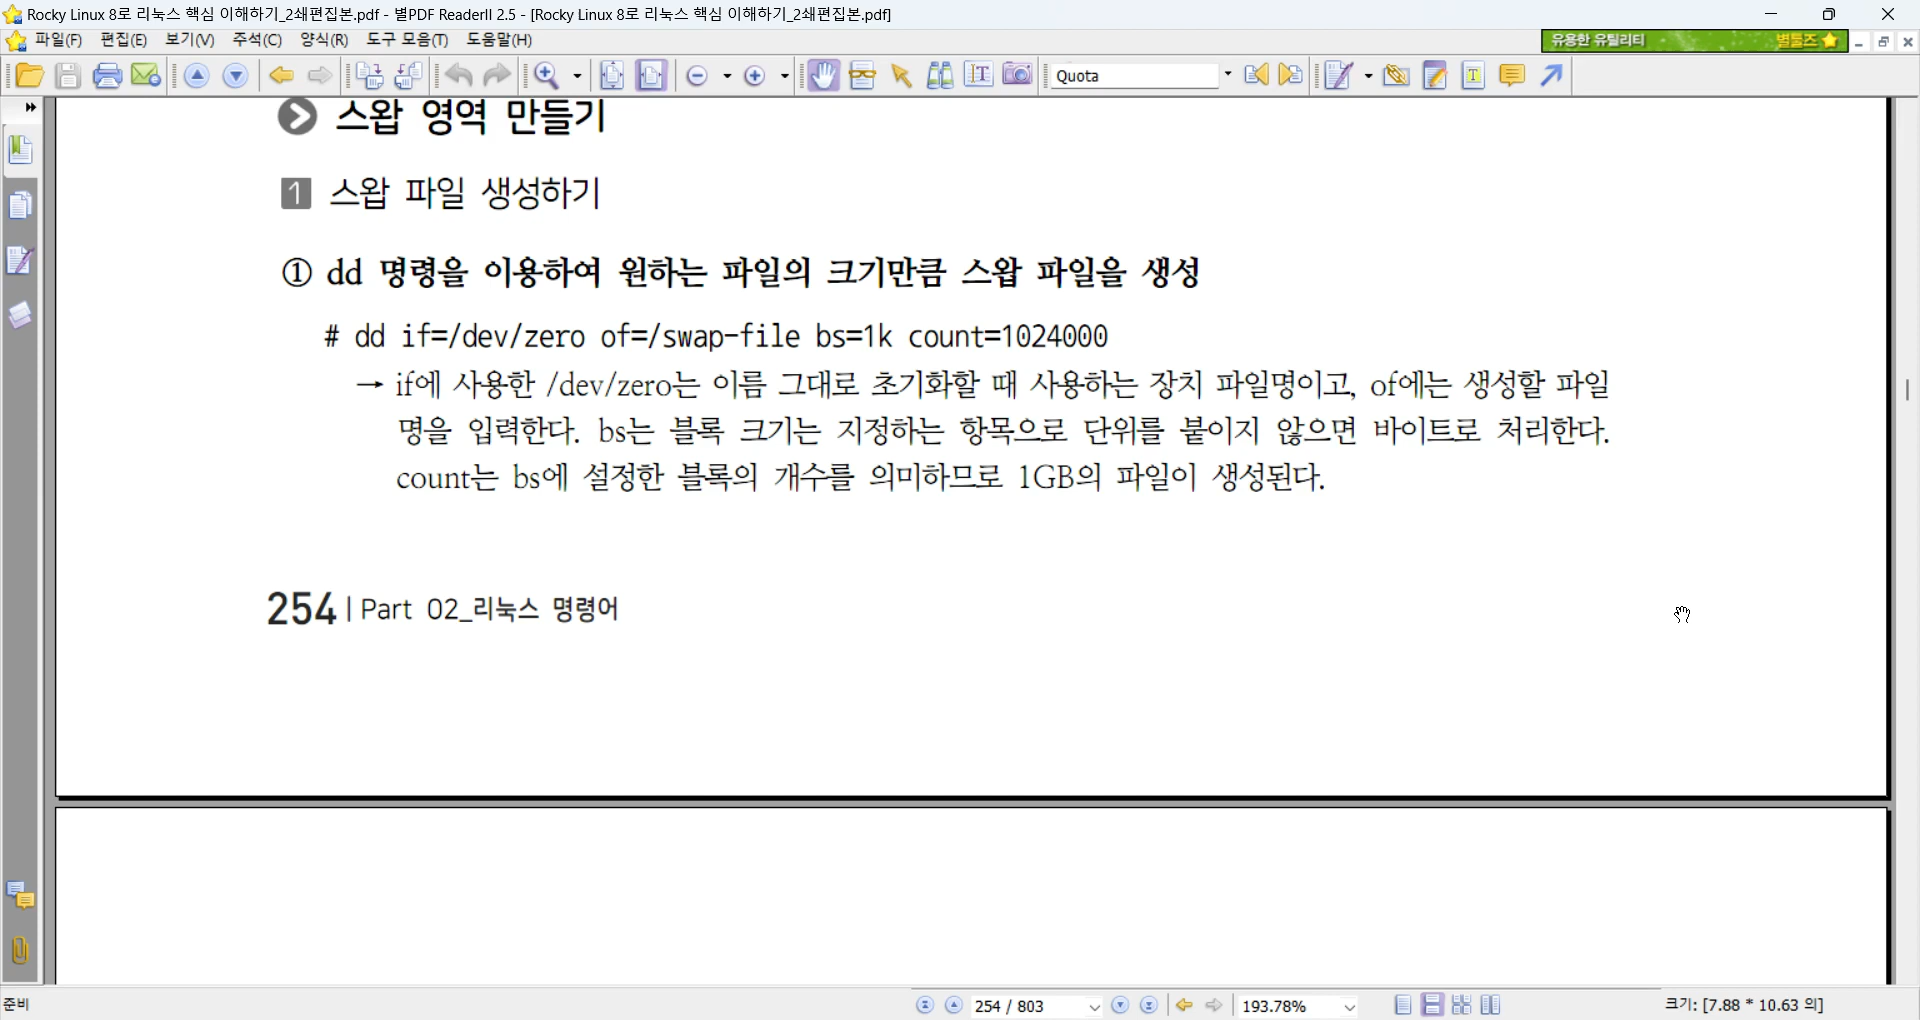 Rocky Linux 8로 리눅스 핵심 이해하기_2쇄편집본.pdf - 별PDF ReaderII 2.5 - [Rocky Linux 8로 리눅스 핵심 이해하기_2쇄편집본.pdf]
파일(F) 편집(E) 보기(V) 주석(C) 양식(R) 도구 모음(T) 도움말(H)
유용한 유틸리티 별툴즈
Quota
스왑 영역 만들기
1 스왑 파일 생성하기
① dd 명령을 이용하여 원하는 파일의 크기만큼 스왑 파일을 생성
# dd if=/dev/zero of=/swap-file bs=1k count=1024000
→ if에 사용한 /dev/zero는 이름 그대로 초기화할 때 사용하는 장치 파일명이고, of에는 생성할 파일
명을 입력한다. bs는 블록 크기는 지정하는 항목으로 단위를 붙이지 않으면 바이트로 처리한다.
count는 bs에 설정한 블록의 개수를 의미하므로 1GB의 파일이 생성된다.
254 | Part 02_리눅스 명령어
준비
254 / 803
193.78%
크기: [7.88 * 10.63 의]